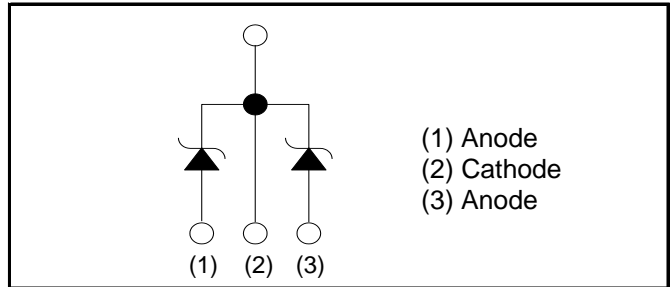 (1) Anode
(2) Cathode
(3) Anode
(1) (2) (3)